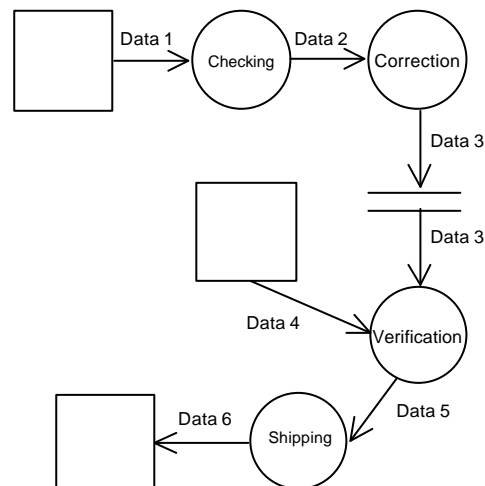 Data 1
Checking
Data 2
Correction
Data 3
Data 3
Data 4
Verification
Data 5
Shipping
Data 6